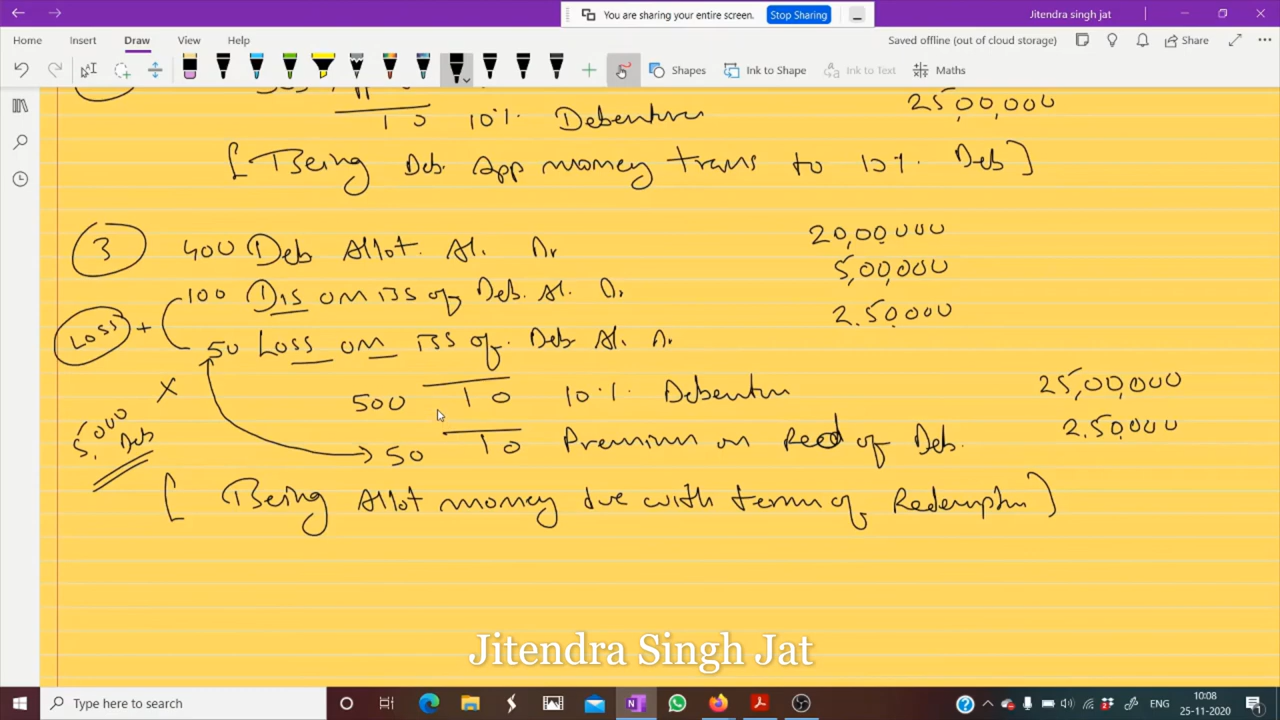 You are sharing your entire screen. Stop Sharing
Jitendra singh jat
Home Insert Draw View Help
Saved offline (out of cloud storage) Share
Shapes Ink to Shape Ink to Text Maths
25,00,000
To 10%. Debenture
[Being Deb. App money trans to 10%. Deb]
3 400 Deb Allot. A/. Dr 20,00,000
100 Dis on iss of Deb. A/. Dr 5,00,000
Loss + 50 Loss on iss of. Deb A/. Dr 2,50,000
X 500 To 10%. Debenture 25,00,000
5,000 Deb
50 To Premium on Reed of Deb. 2,50,000
[Being Allot money due with term of Redemption]
Jitendra Singh Jat
Type here to search
ENG 10:08 25-11-2020